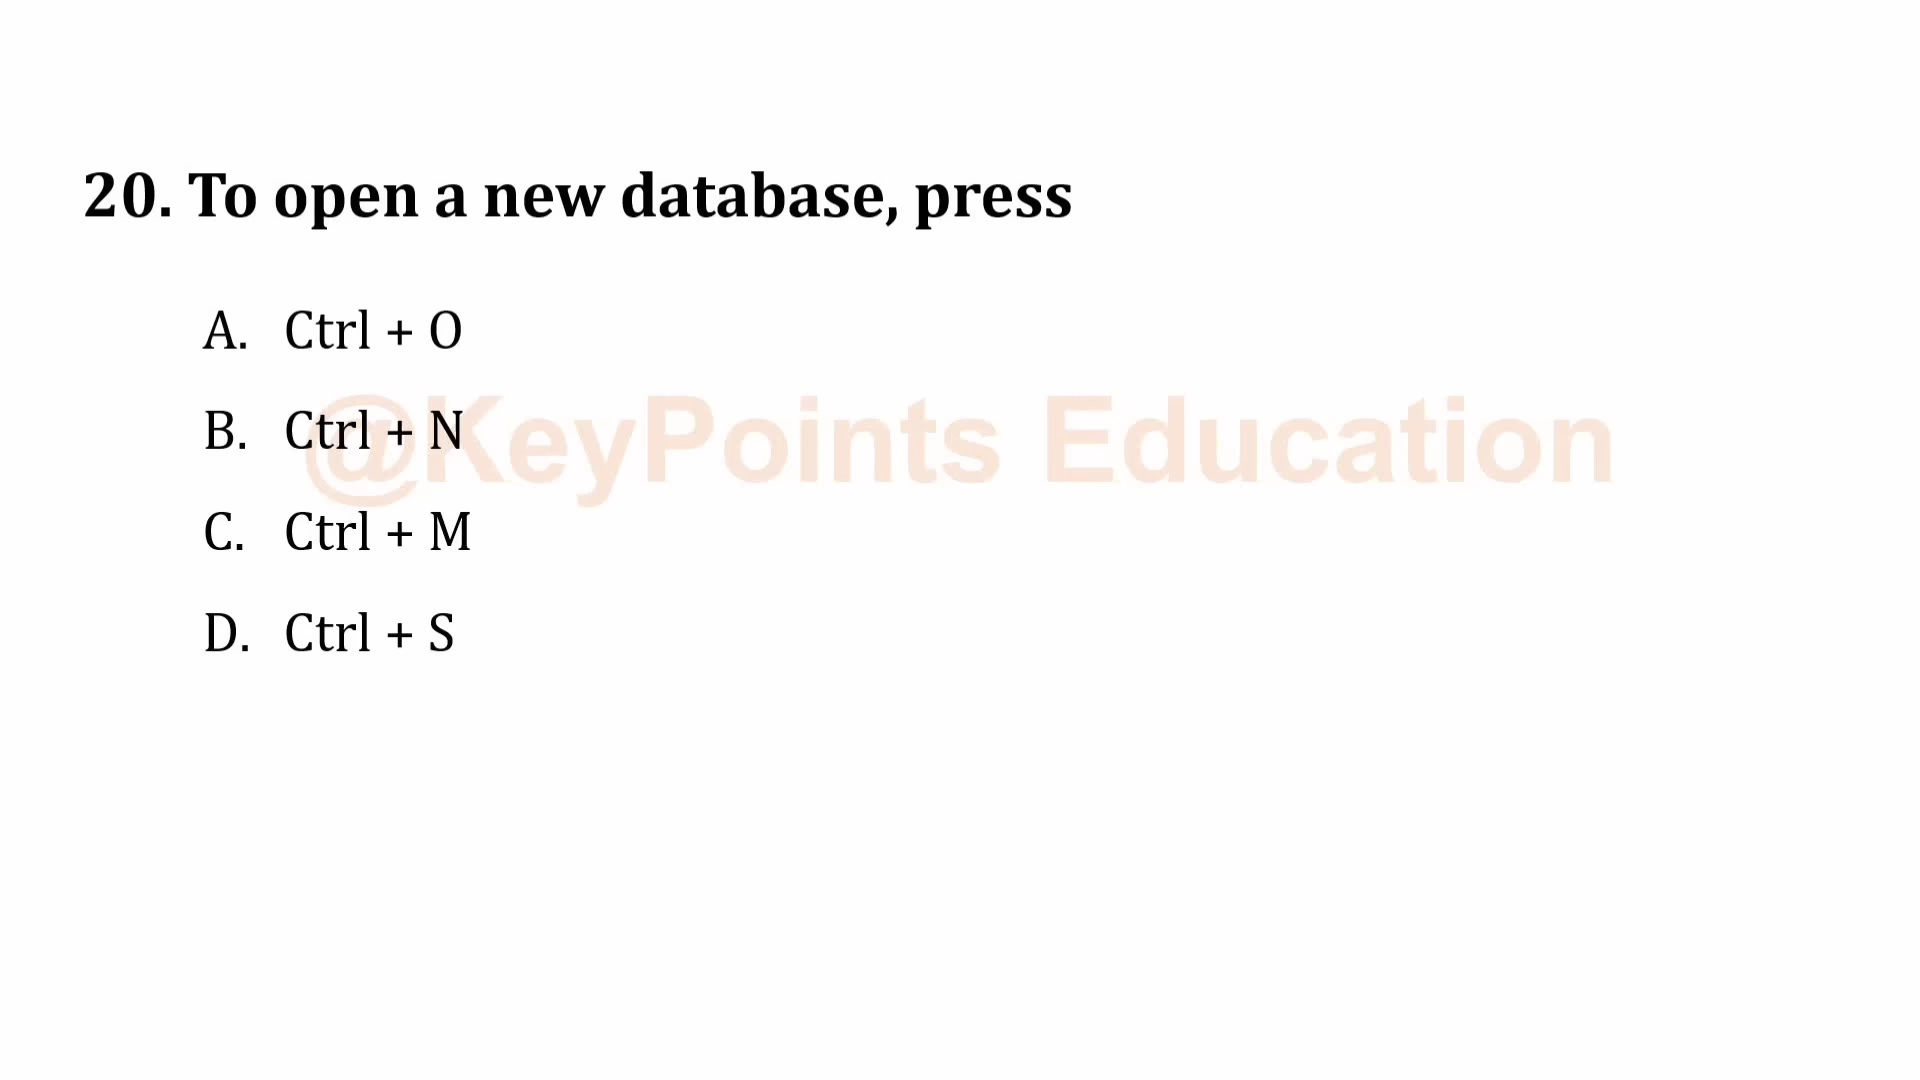 20. To open a new database, press
A. Ctrl + O
B. Ctrl + N
@KeyPoints Education
C. Ctrl + M
D. Ctrl + S